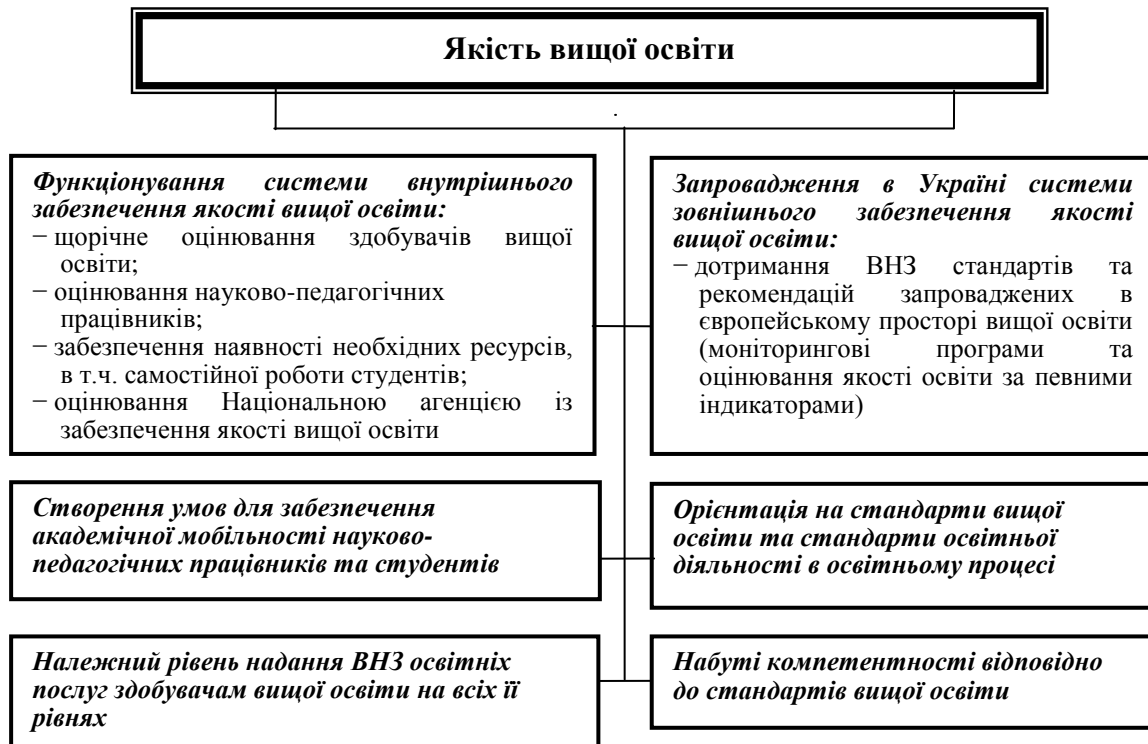 Якість вищої освіти
Функціонування системи внутрішнього
забезпечення якості вищої освіти:
− щорічне оцінювання здобувачів вищої
освіти;
− оцінювання науково-педагогічних
працівників;
− забезпечення наявності необхідних ресурсів,
в т.ч. самостійної роботи студентів;
− оцінювання Національною агенцією із
забезпечення якості вищої освіти
Запровадження в Україні системи
зовнішнього забезпечення якості
вищої освіти:
− дотримання ВНЗ стандартів та
рекомендацій запроваджених в
європейському просторі вищої освіти
(моніторингові програми та
оцінювання якості освіти за певними
індикаторами)
Створення умов для забезпечення
академічної мобільності науково-
педагогічних працівників та студентів
Орієнтація на стандарти вищої
освіти та стандарти освітньої
діяльності в освітньому процесі
Належний рівень надання ВНЗ освітніх
послуг здобувачам вищої освіти на всіх її
рівнях
Набуті компетентності відповідно
до стандартів вищої освіти